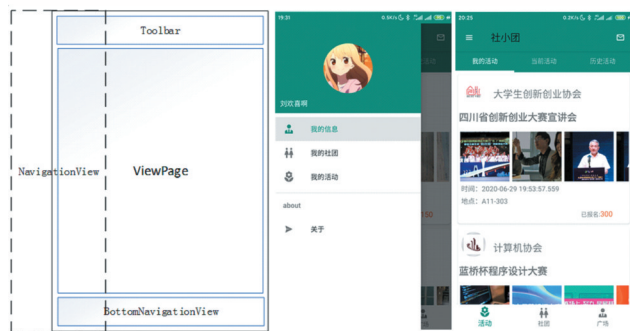 Toolbar
NavigationView
ViewPage
BottomNavigationView
19:31
刘欢喜啊
我的信息
我的社团
我的活动
about
关于
20:25
社小团
我的活动
当前活动
历史活动
大学生创新创业协会
四川省创新创业大赛宣讲会
时间: 2020-06-29 19:53:57.559
地点: A11-303
已报名:300
计算机协会
蓝桥杯程序设计大赛
活动
社团
广场